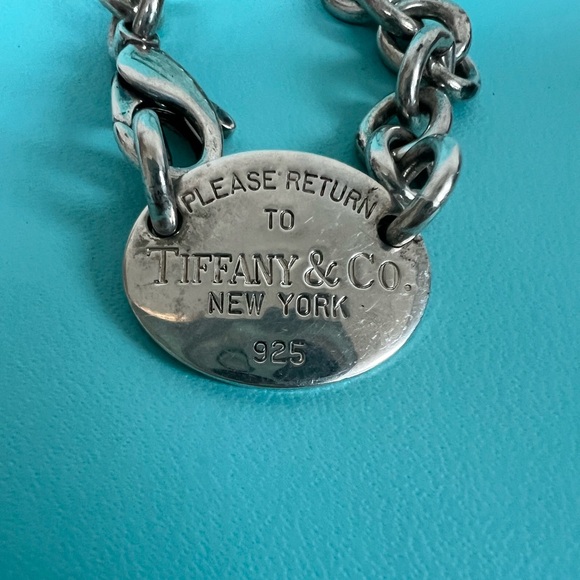 PLEASE RETURN
TO
TIFFANY & CO.
NEW YORK
925